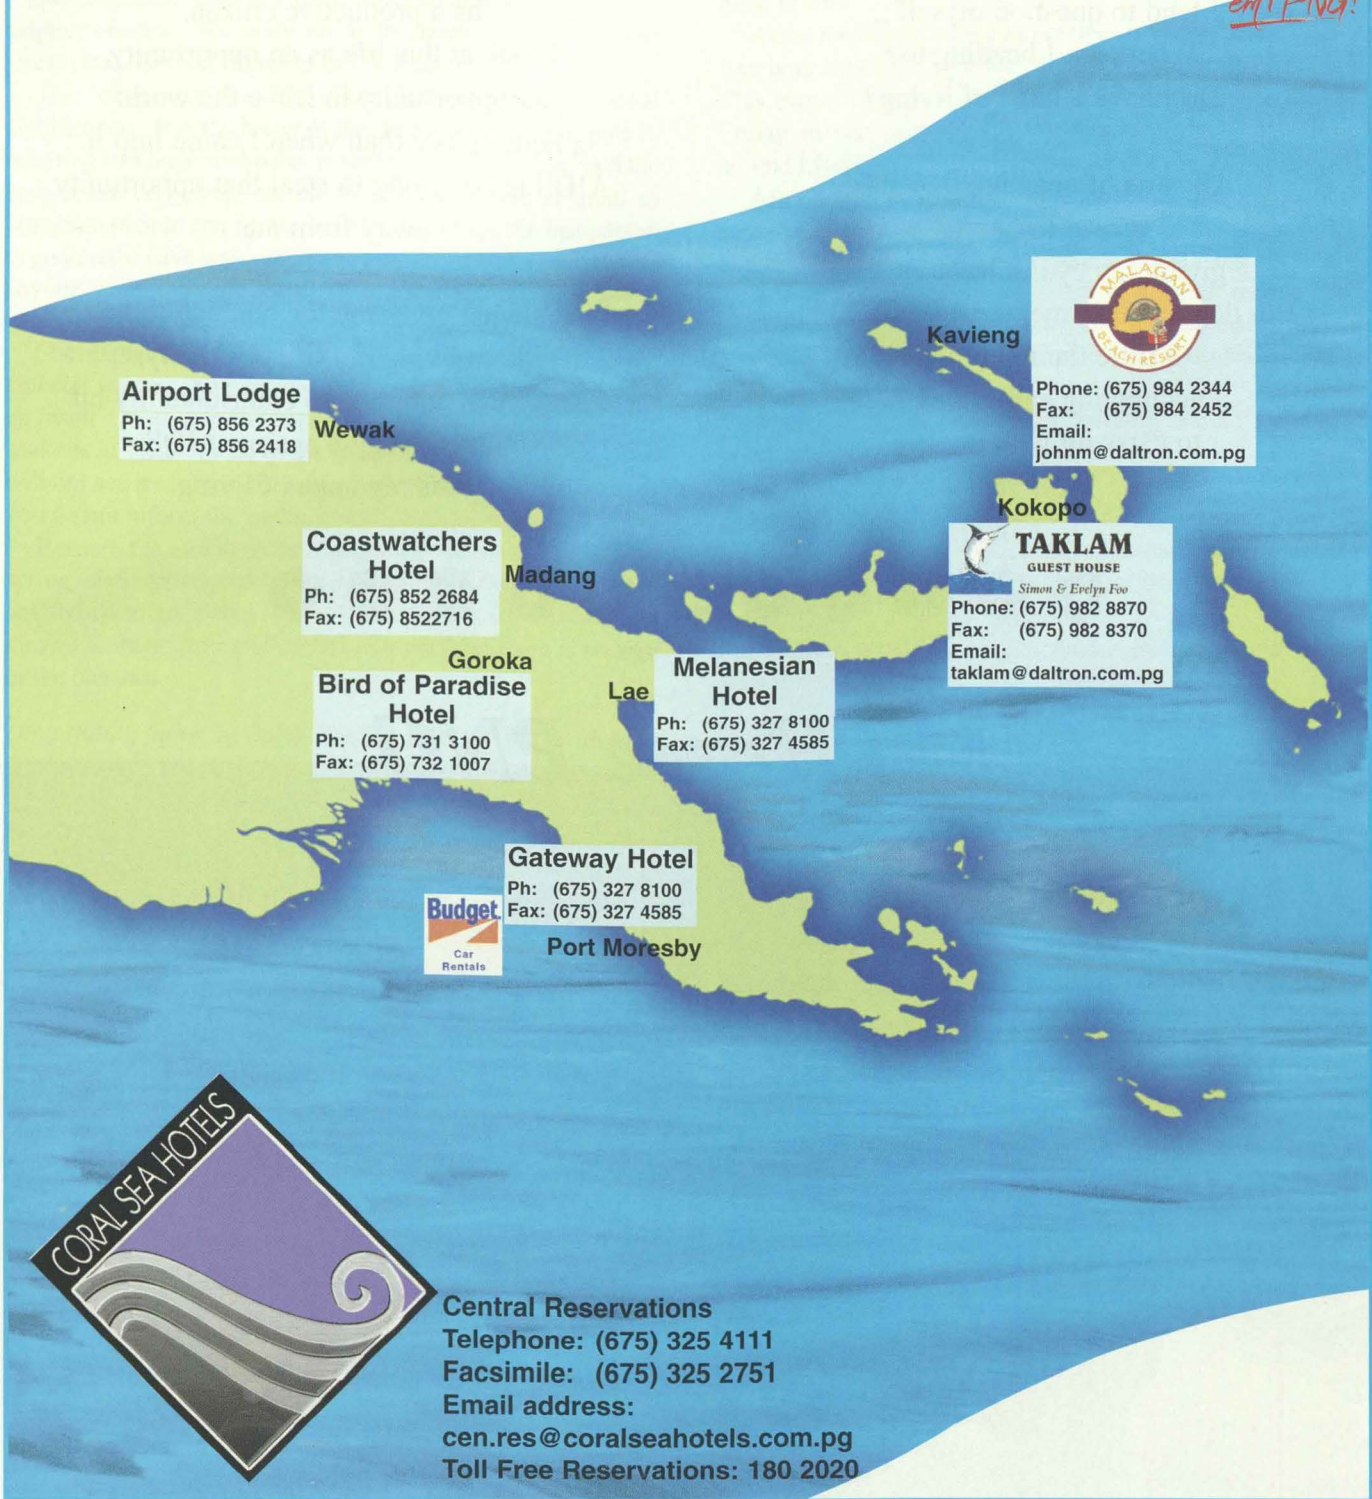 Kavieng
MALAGAN
BEACH RESORT
Phone: (675) 984 2344
Fax: (675) 984 2452
Email:
johnm@daltron.com.pg
Airport Lodge
Ph: (675) 856 2373
Fax: (675) 856 2418
Wewak
Kokopo
TAKLAM
GUEST HOUSE
Simon & Evelyn Foo
Phone: (675) 982 8870
Fax: (675) 982 8370
Email:
taklam@daltron.com.pg
Coastwatchers
Hotel
Ph: (675) 852 2684
Fax: (675) 8522716
Madang
Goroka
Bird of Paradise
Hotel
Ph: (675) 731 3100
Fax: (675) 732 1007
Lae
Melanesian
Hotel
Ph: (675) 327 8100
Fax: (675) 327 4585
Gateway Hotel
Ph: (675) 327 8100
Fax: (675) 327 4585
Budget
Car
Rentals
Port Moresby
CORAL SEA HOTELS
Central Reservations
Telephone: (675) 325 4111
Facsimile: (675) 325 2751
Email address:
cen.res@coralseahotels.com.pg
Toll Free Reservations: 180 2020